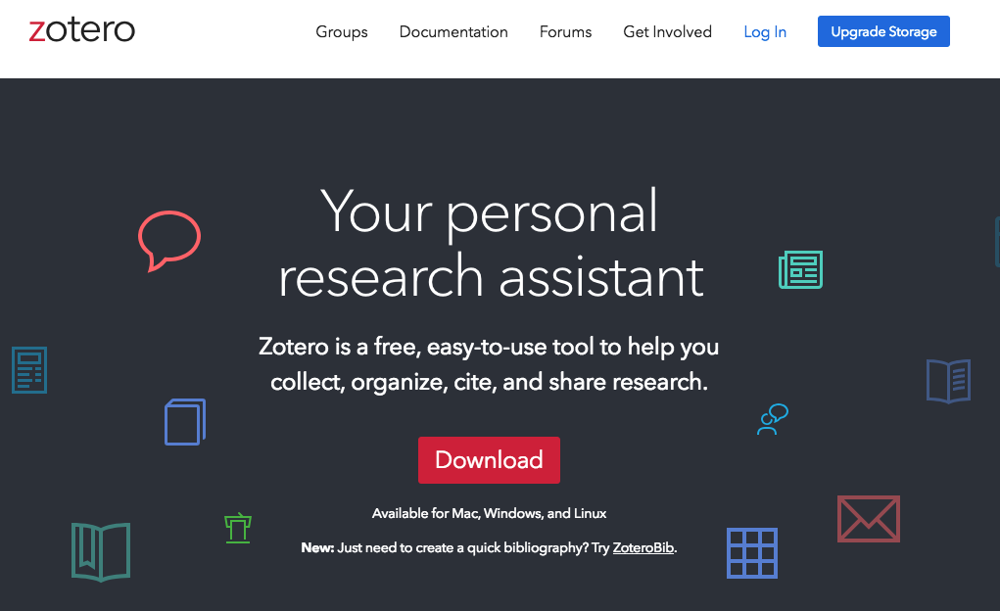 zotero
Groups Documentation Forums Get Involved Log In Upgrade Storage
Your personal
research assistant
Zotero is a free, easy-to-use tool to help you
collect, organize, cite, and share research.
Download
Available for Mac, Windows, and Linux
New: Just need to create a quick bibliography? Try ZoteroBib.